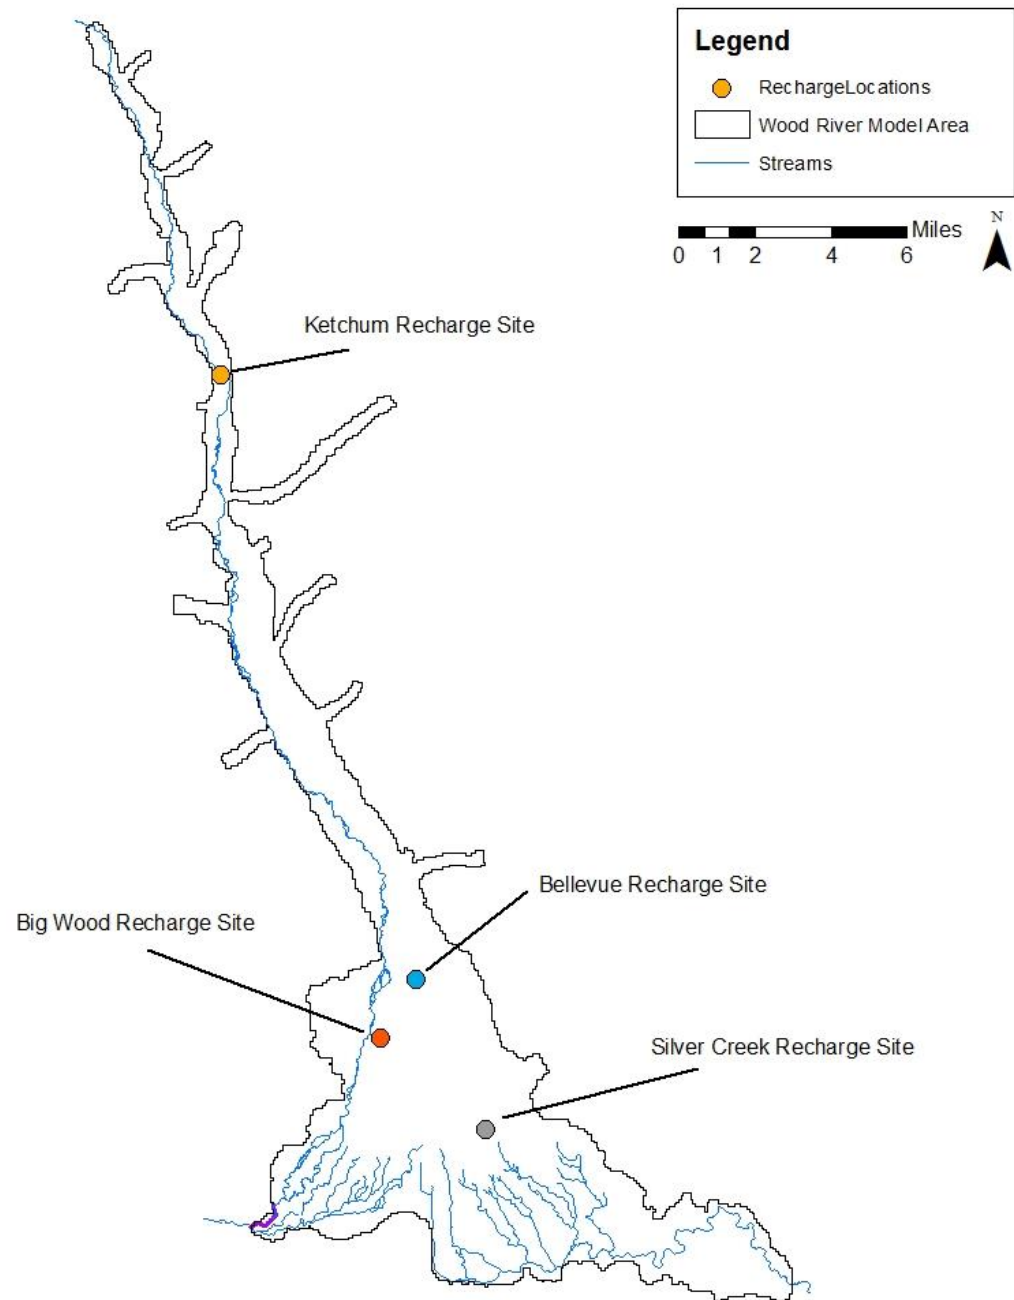 Legend
RechargeLocations
Wood River Model Area
Streams
Miles
0 1 2 4 6
N
Ketchum Recharge Site
Bellevue Recharge Site
Big Wood Recharge Site
Silver Creek Recharge Site